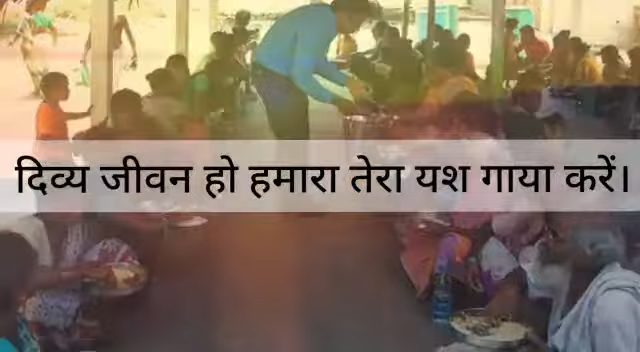 दिव्य जीवन हो हमारा तेरा यश गाया करें।